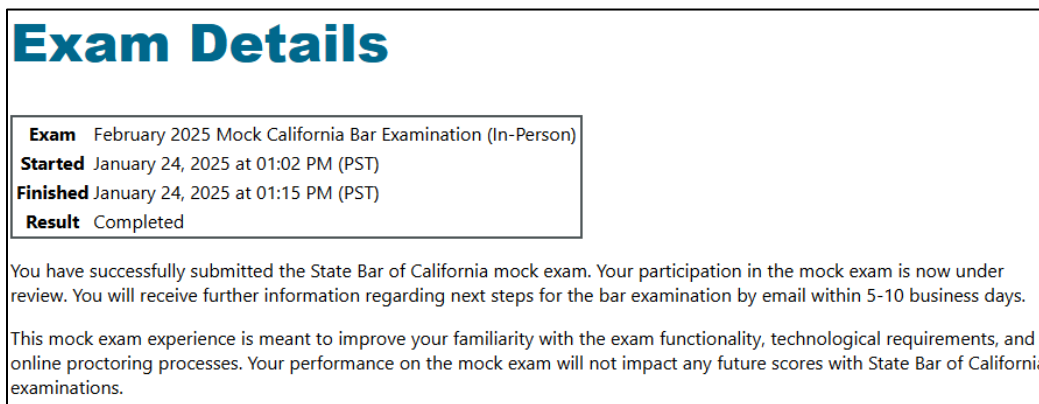 Exam Details
Exam February 2025 Mock California Bar Examination (In-Person)
Started January 24, 2025 at 01:02 PM (PST)
Finished January 24, 2025 at 01:15 PM (PST)
Result Completed
You have successfully submitted the State Bar of California mock exam. Your participation in the mock exam is now under
review. You will receive further information regarding next steps for the bar examination by email within 5-10 business days.
This mock exam experience is meant to improve your familiarity with the exam functionality, technological requirements, and
online proctoring processes. Your performance on the mock exam will not impact any future scores with State Bar of California
examinations.